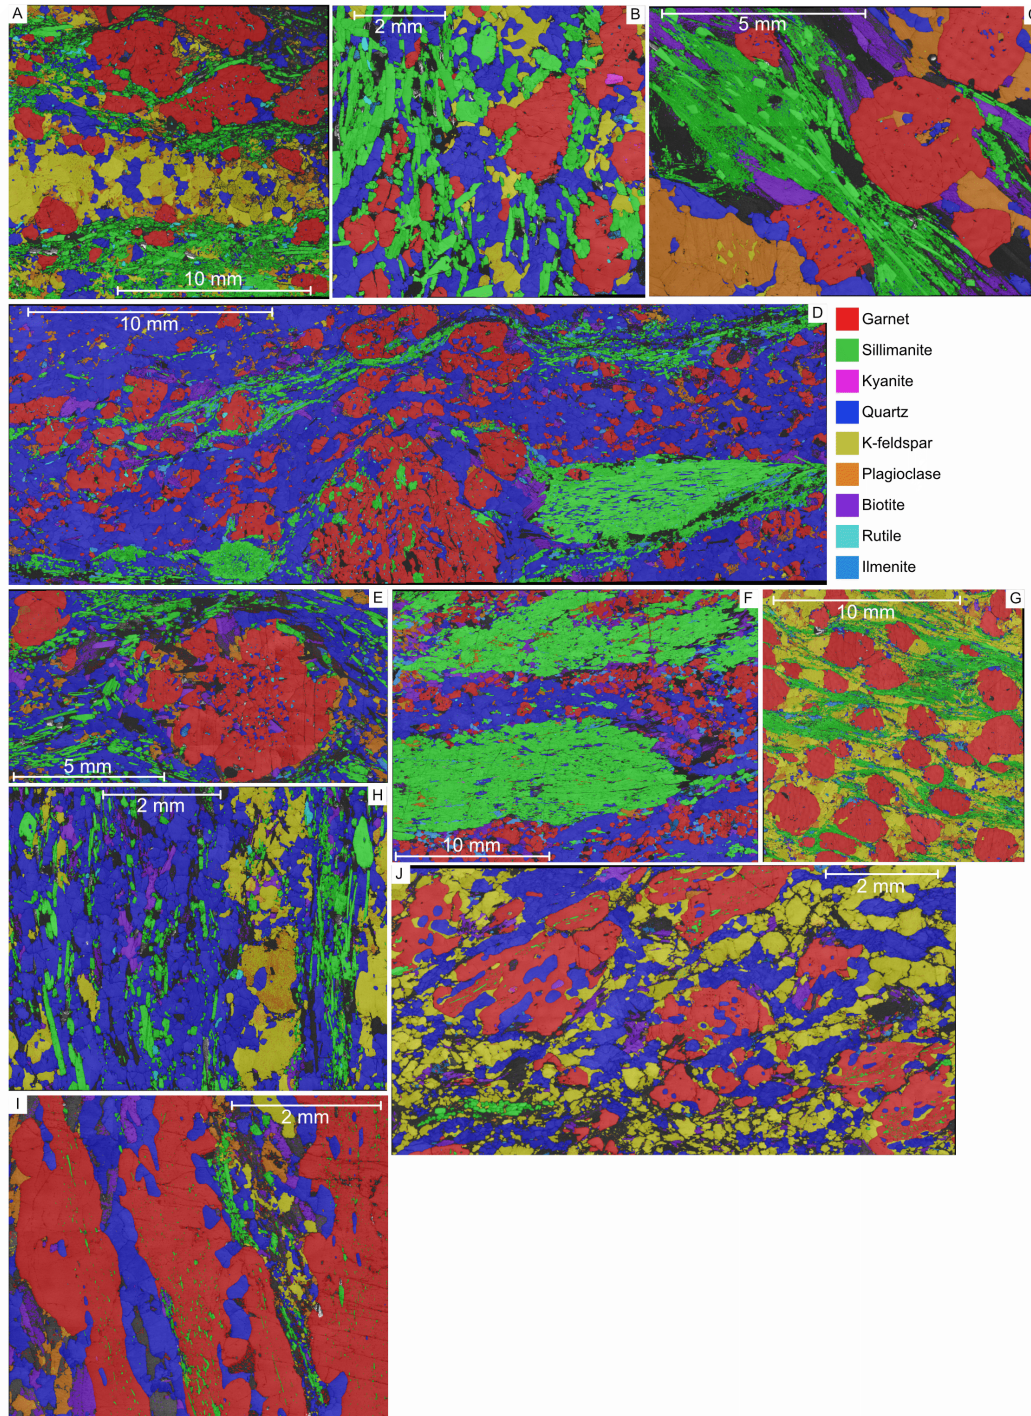 A
10 mm
B
2 mm
C
5 mm
D
10 mm
Garnet
Sillimanite
Kyanite
Quartz
K-feldspar
Plagioclase
Biotite
Rutile
Ilmenite
E
5 mm
F
10 mm
G
10 mm
H
2 mm
J
2 mm
I
2 mm